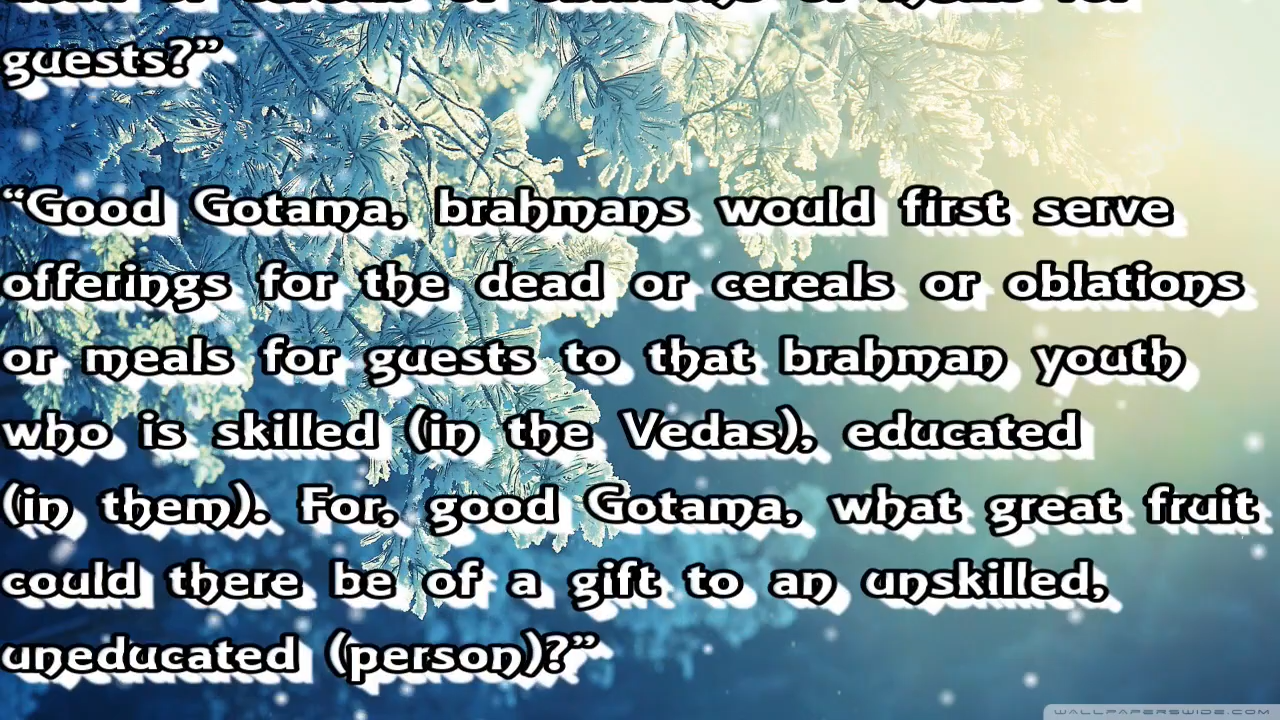 guests?”
“Good Gotama, brahmans would first serve
offerings for the dead or cereals or oblations
or meals for guests to that brahman youth
who is skilled (in the Vedas), educated
(in them). For, good Gotama, what great fruit
could there be of a gift to an unskilled,
uneducated (person)?”
WALLPAPERSWIDE.COM